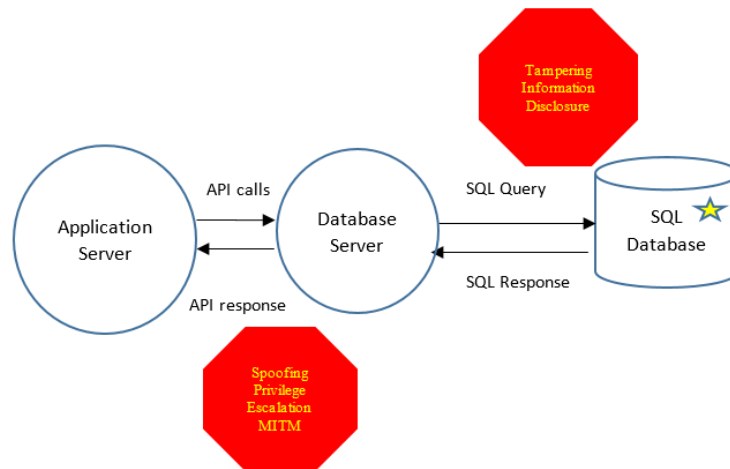 Tampering
Information
Disclosure
API calls
SQL Query
Application
Server
Database
Server
SQL
Database
API response
SQL Response
Spoofing
Privilege
Escalation
MITM